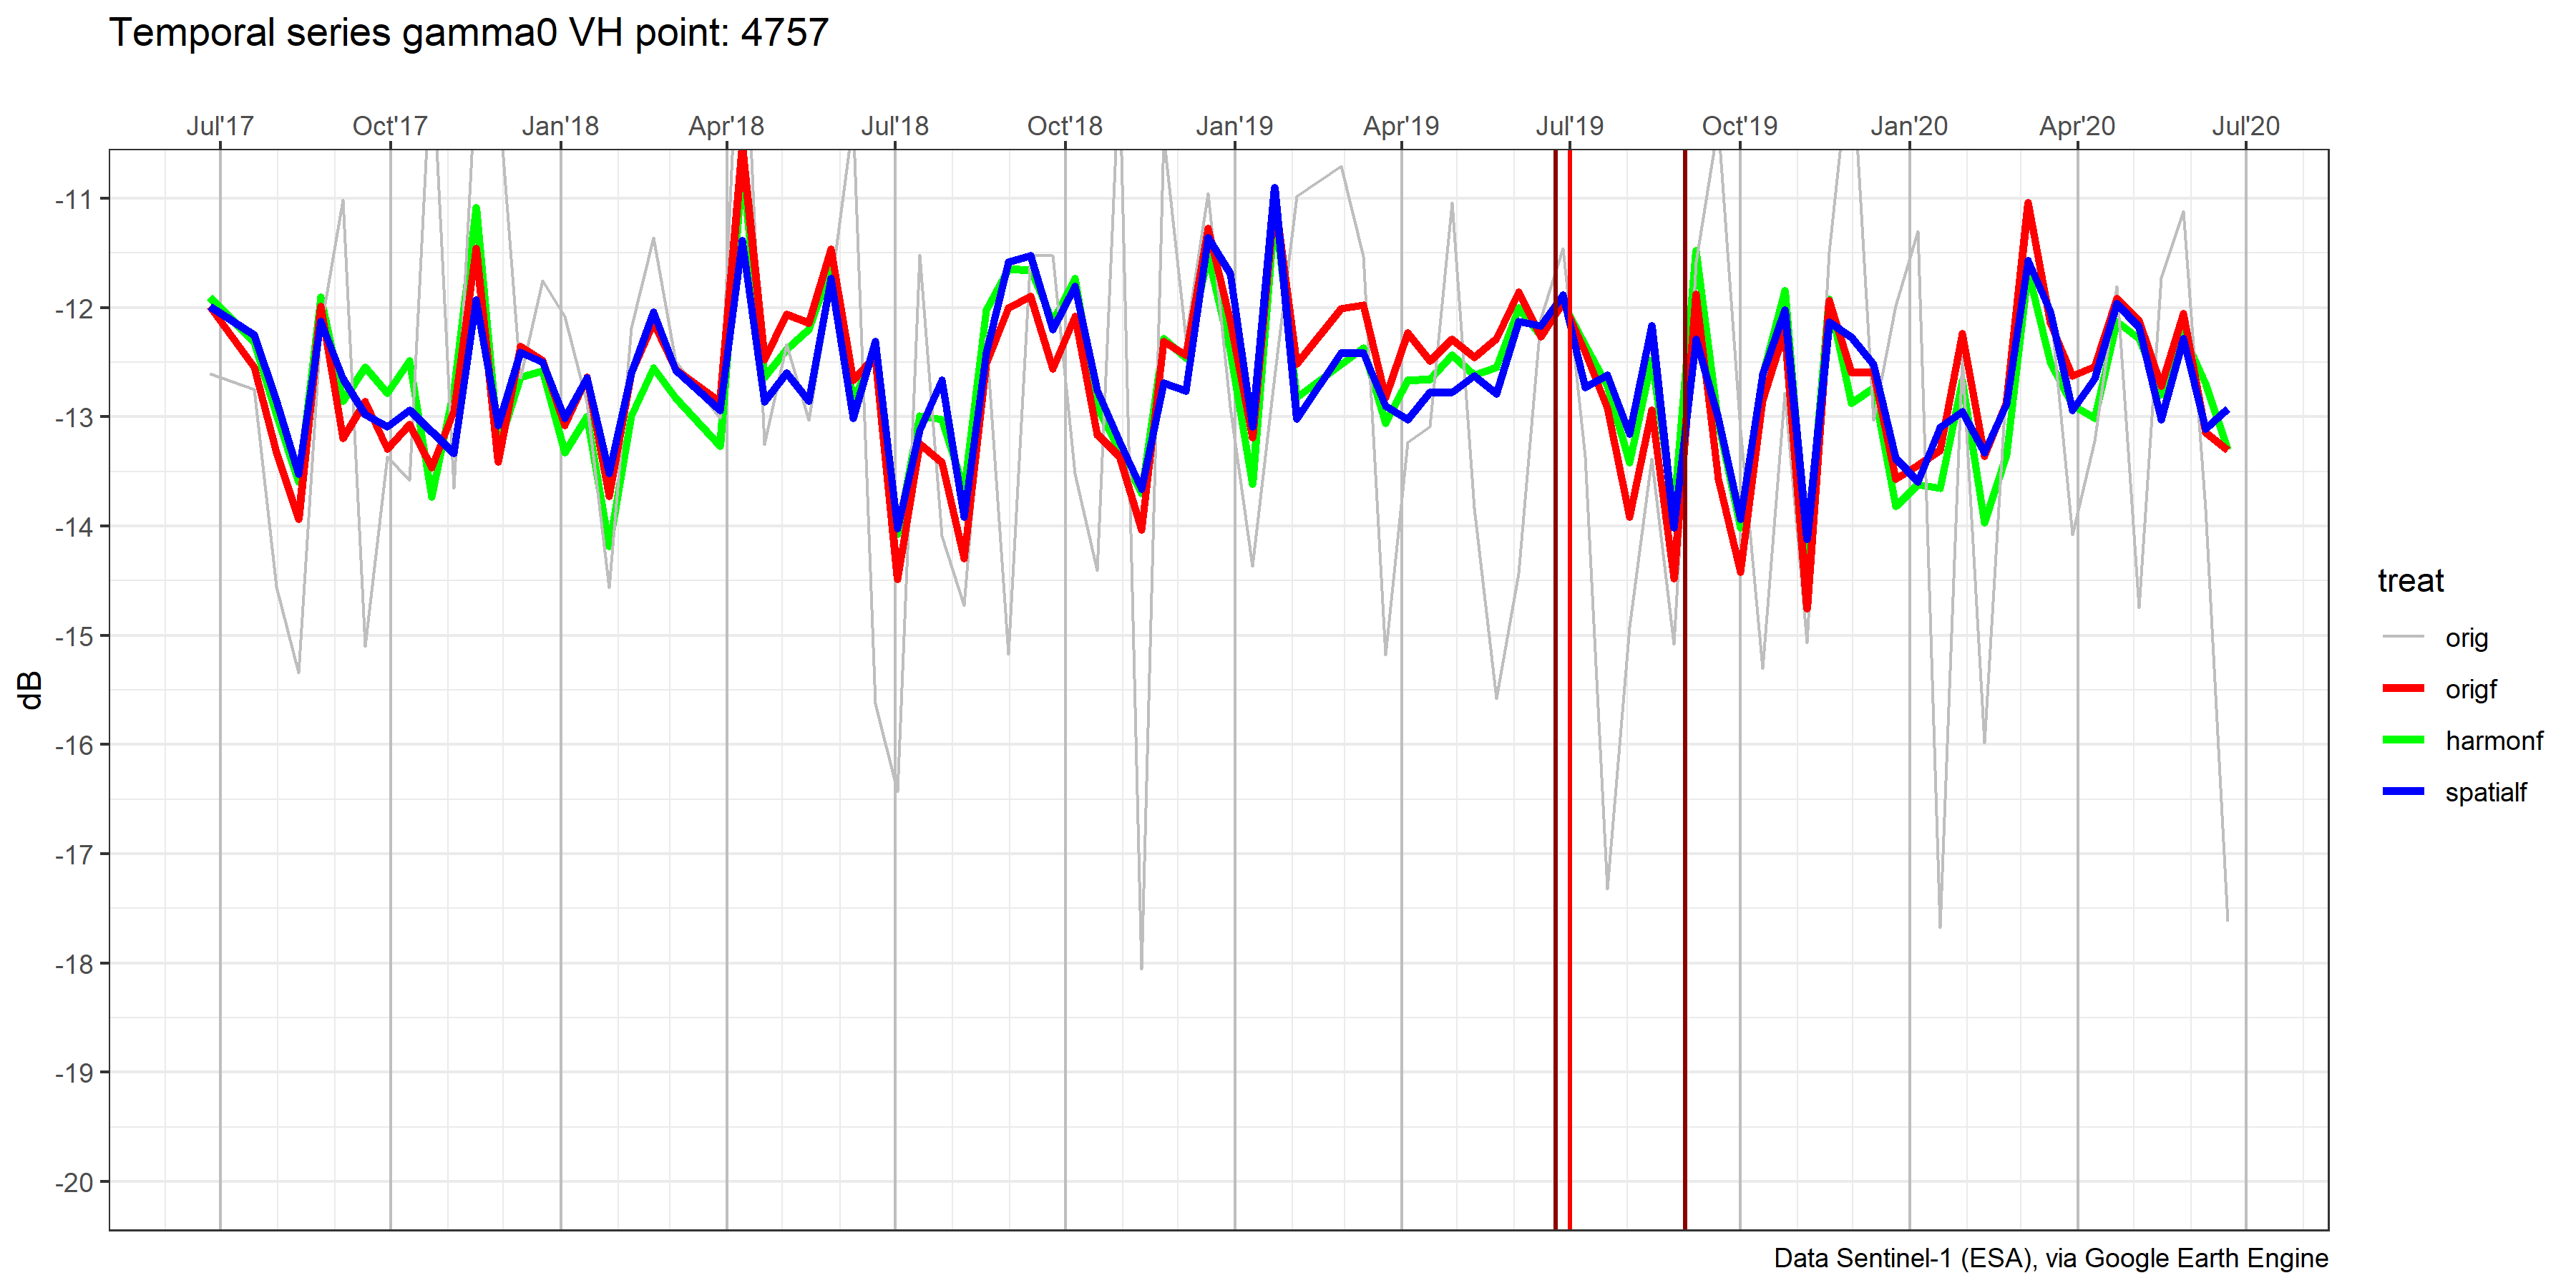 Temporal series gamma0 VH point: 4757
Jul'17 Oct'17 Jan'18 Apr'18 Jul'18 Oct'18 Jan'19 Apr'19 Jul'19 Oct'19 Jan'20 Apr'20 Jul'20
-11
-12
-13
-14
-15
-16
-17
-18
-19
-20
dB
treat
orig
origf
harmonf
spatialf
Data Sentinel-1 (ESA), via Google Earth Engine